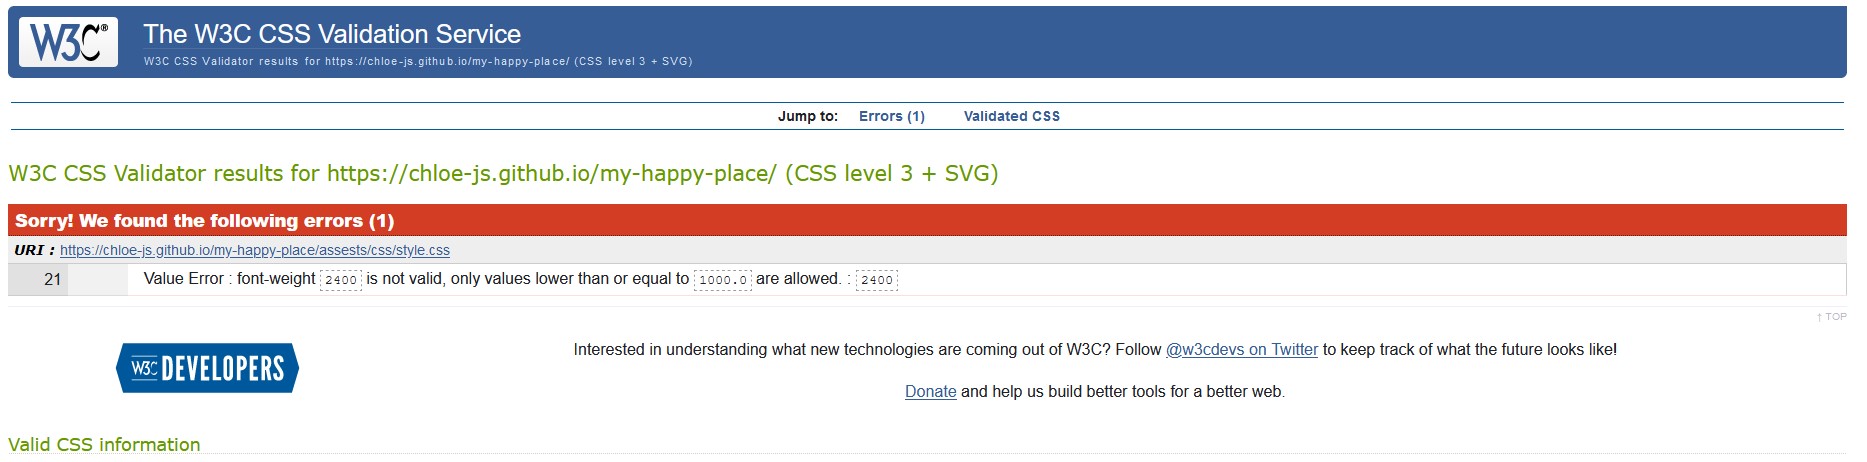 W3C®
The W3C CSS Validation Service
W3C CSS Validator results for https://chloe-js.github.io/my-happy-place/ (CSS level 3 + SVG)
Jump to: Errors (1) Validated CSS
W3C CSS Validator results for https://chloe-js.github.io/my-happy-place/ (CSS level 3 + SVG)
Sorry! We found the following errors (1)
URI : https://chloe-js.github.io/my-happy-place/assests/css/style.css
21 Value Error : font-weight 2400 is not valid, only values lower than or equal to 1000.0 are allowed. : 2400
↑ TOP
W3C DEVELOPERS
Interested in understanding what new technologies are coming out of W3C? Follow @w3cdevs on Twitter to keep track of what the future looks like!
Donate and help us build better tools for a better web.
Valid CSS information